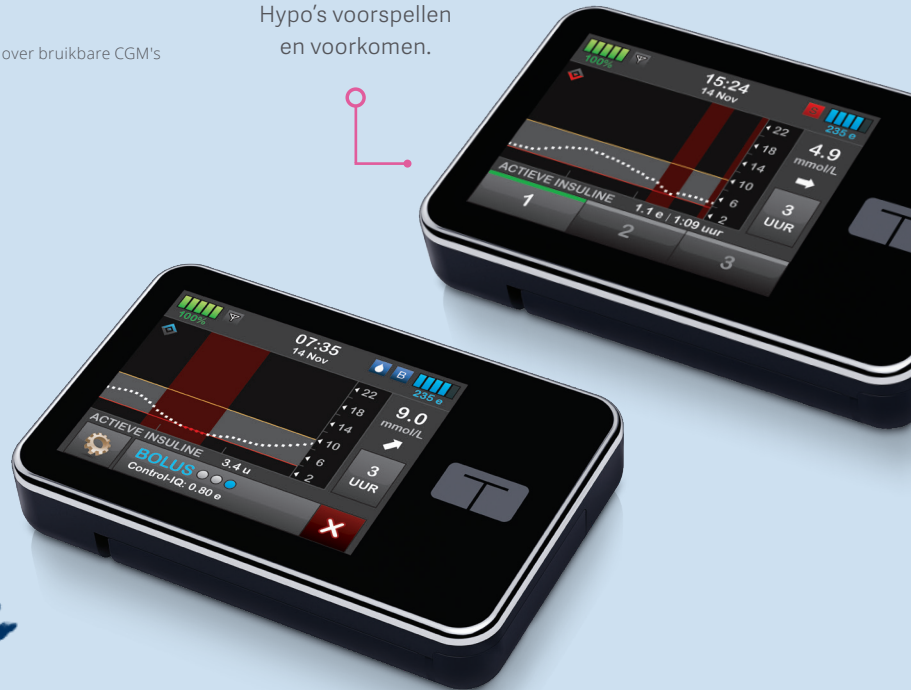 Hypo's voorspellen
en voorkomen.
over bruikbare CGM's
100%
15:24
14 Nov
235 e
22
18
14
10
6
2
4.9
mmol/L
3
UUR
ACTIEVE INSULINE
1.1 e | 1:09 uur
1
2
3
100%
07:35
14 Nov
B
235 e
22
18
14
10
6
2
9.0
mmol/L
3
UUR
ACTIEVE INSULINE
3.4 u
BOLUS
Control-IQ: 0.80 e
X